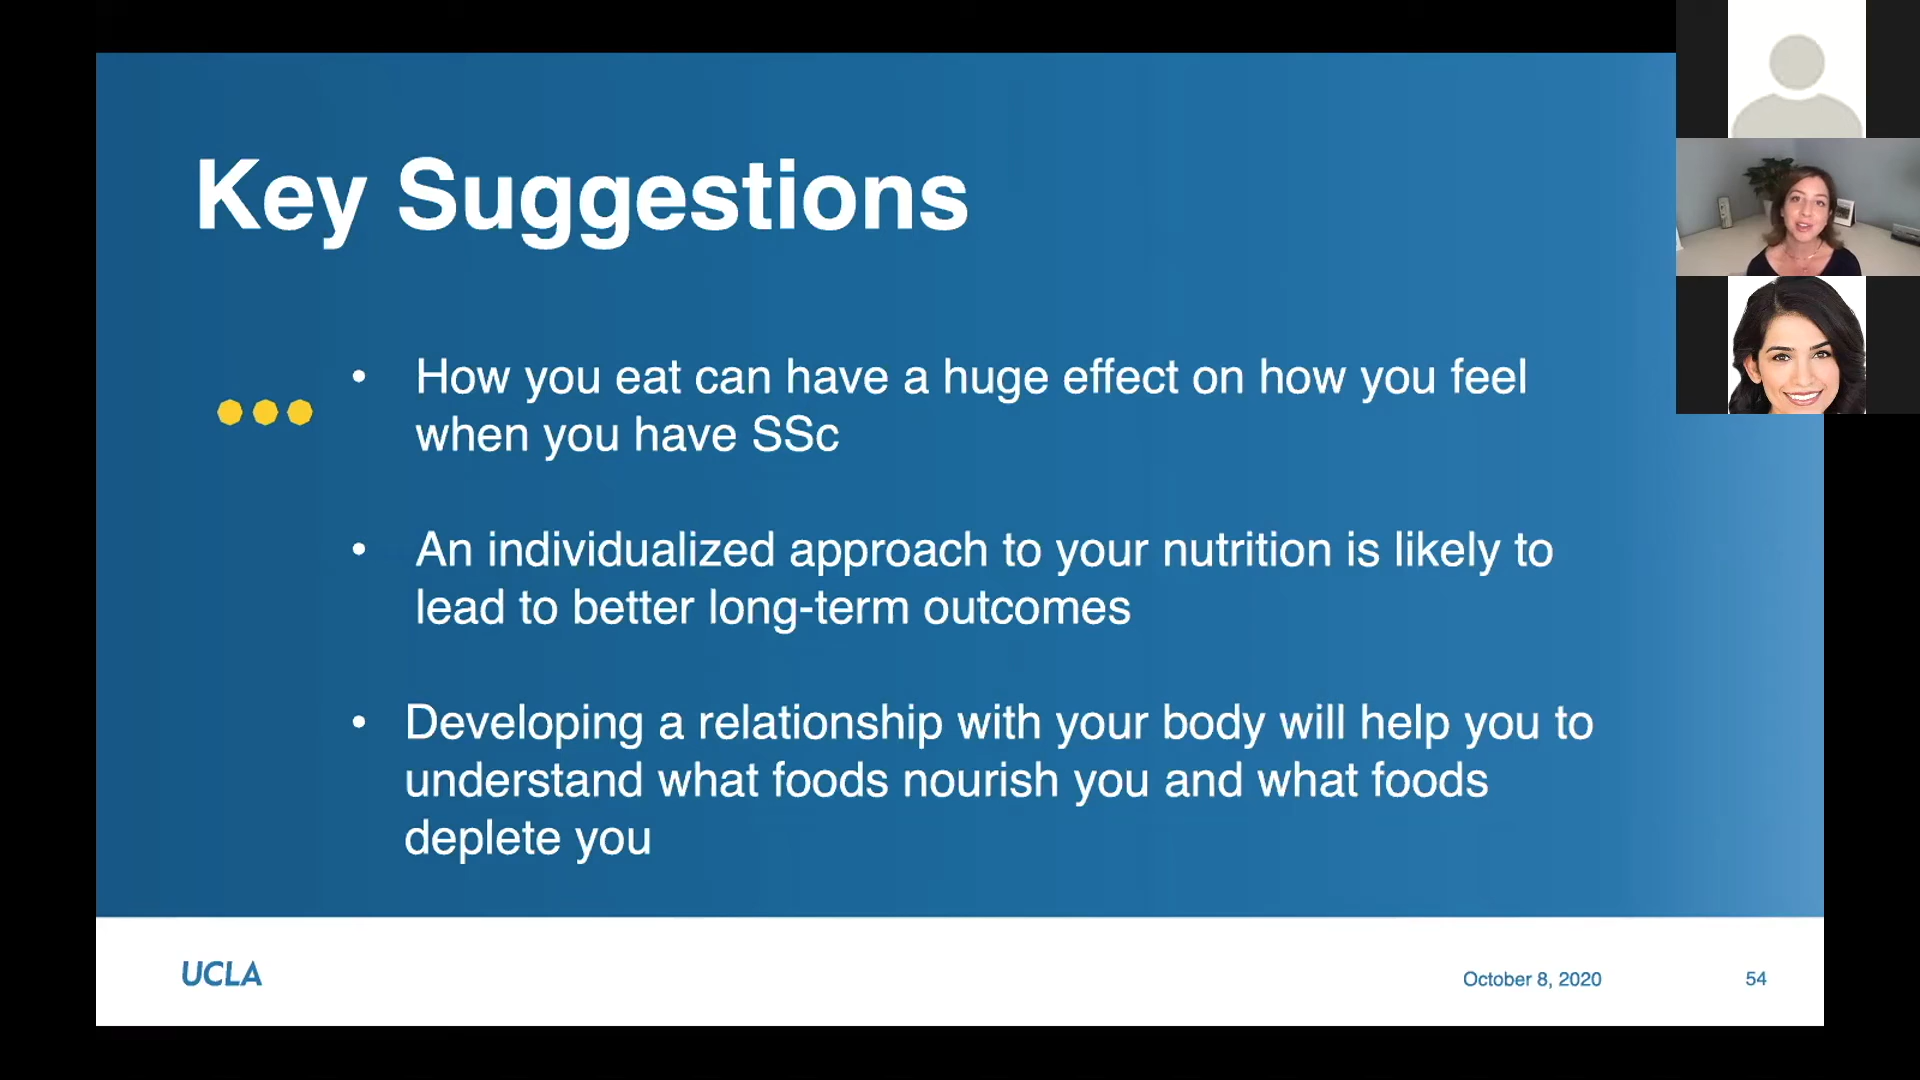 Key Suggestions
• How you eat can have a huge effect on how you feel
when you have SSc
• An individualized approach to your nutrition is likely to
lead to better long-term outcomes
• Developing a relationship with your body will help you to
understand what foods nourish you and what foods
deplete you
UCLA
October 8, 2020
54